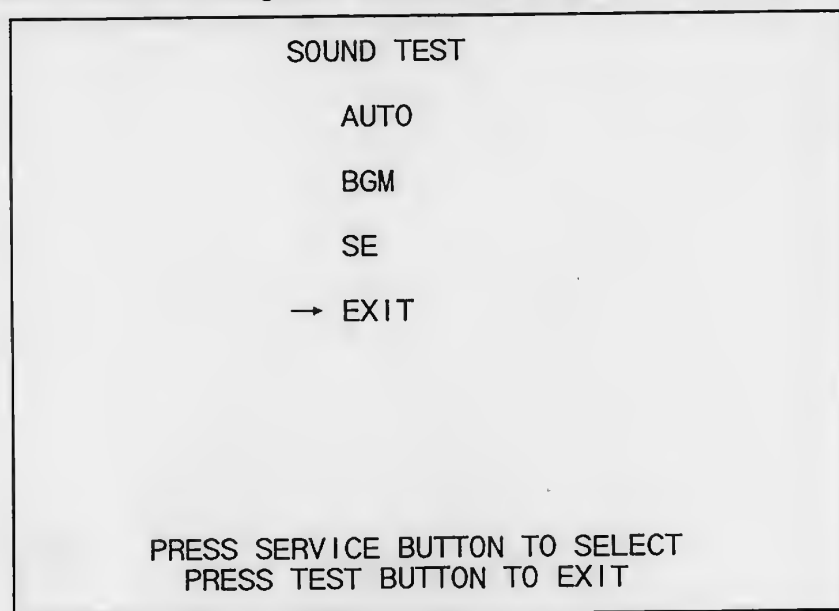 SOUND TEST
AUTO
BGM
SE
→ EXIT
PRESS SERVICE BUTTON TO SELECT
PRESS TEST BUTTON TO EXIT